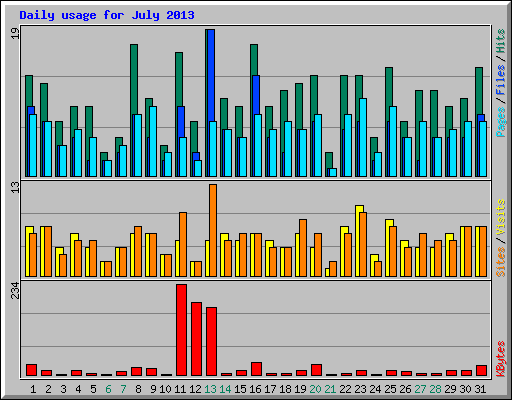 Daily usage for July 2013
19
Pages / Files / Hits
13
Sites / Visits
234
KBytes
1 2 3 4 5 6 7 8 9 10 11 12 13 14 15 16 17 18 19 20 21 22 23 24 25 26 27 28 29 30 31